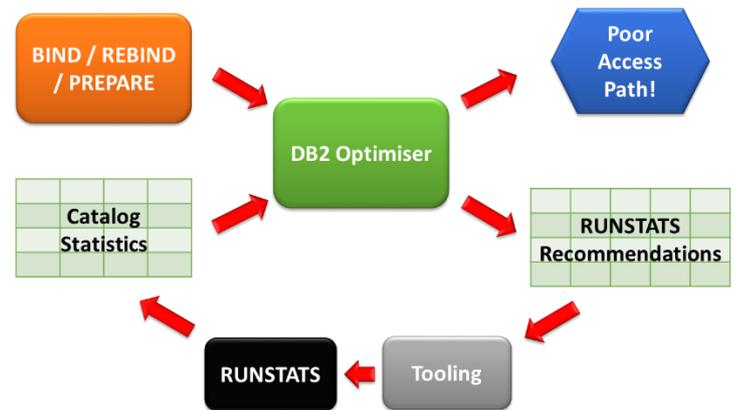 BIND / REBIND
/ PREPARE
Poor
Access
Path!
DB2 Optimiser
Catalog
Statistics
RUNSTATS
Recommendations
RUNSTATS
Tooling